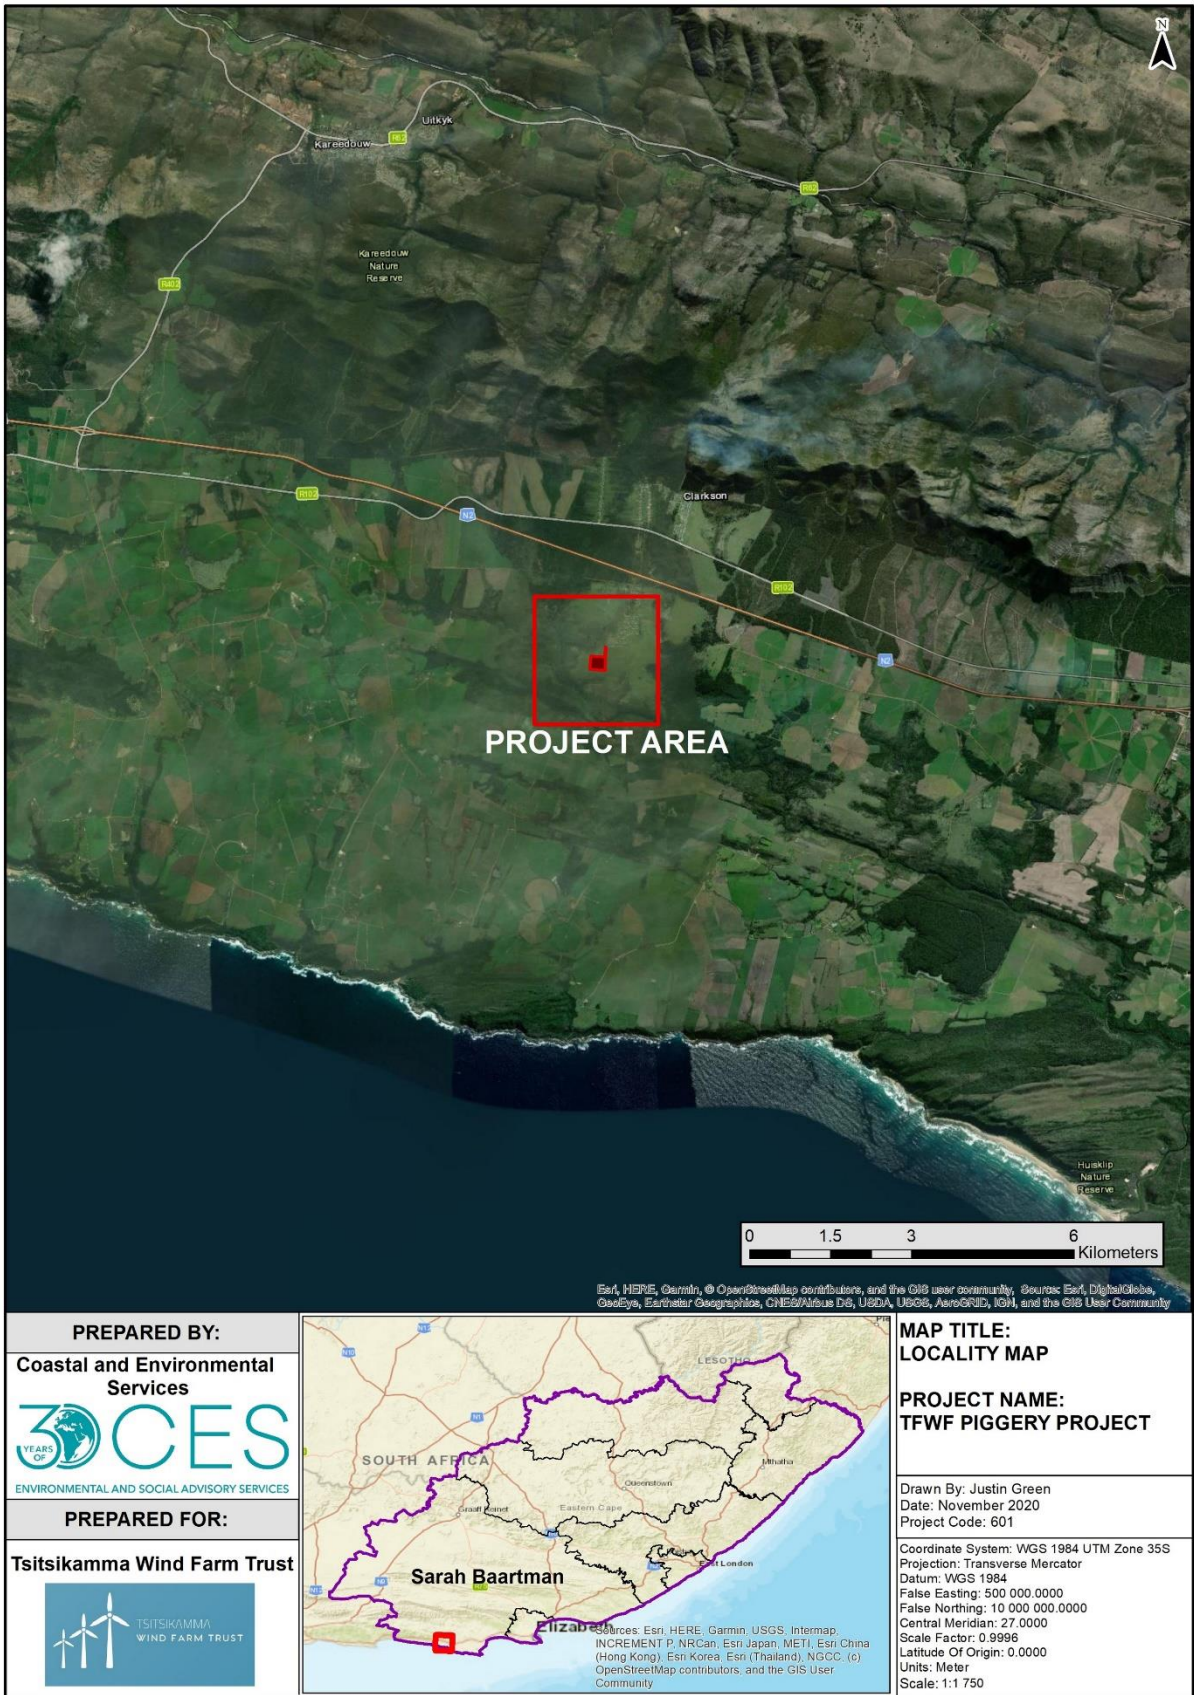 N
Uitkyk
R62
Kareedouw
R62
Kareedouw
Nature
Reserve
R402
Clarkson
R102
N2
R102
N2
PROJECT AREA
Huisklip
Nature
Reserve
0 1.5 3 6
Kilometers
Esri, HERE, Garmin, © OpenStreetMap contributors, and the GIS user community, Source: Esri, DigitalGlobe,
GeoEye, Earthstar Geographics, CNES/Airbus DS, USDA, USGS, AeroGRID, IGN, and the GIS User Community
PREPARED BY:
Coastal and Environmental
Services
30 CES
YEARS
OF
ENVIRONMENTAL AND SOCIAL ADVISORY SERVICES
PREPARED FOR:
Tsitsikamma Wind Farm Trust
TSITSIKAMMA
WIND FARM TRUST
N12
N10
LESOTHO
N1
SOUTH AFRICA
Mthatha
Queenstown
Graaff Reinet
Eastern Cape
East London
N12
N9
Sarah Baartman
Elizabeth
Sources: Esri, HERE, Garmin, USGS, Intermap,
INCREMENT P, NRCan, Esri Japan, METI, Esri China
(Hong Kong), Esri Korea, Esri (Thailand), NGCC, (c)
OpenStreetMap contributors, and the GIS User
Community
MAP TITLE:
LOCALITY MAP
PROJECT NAME:
TFWF PIGGERY PROJECT
Drawn By: Justin Green
Date: November 2020
Project Code: 601
Coordinate System: WGS 1984 UTM Zone 35S
Projection: Transverse Mercator
Datum: WGS 1984
False Easting: 500 000.0000
False Northing: 10 000 000.0000
Central Meridian: 27.0000
Scale Factor: 0.9996
Latitude Of Origin: 0.0000
Units: Meter
Scale: 1:1 750